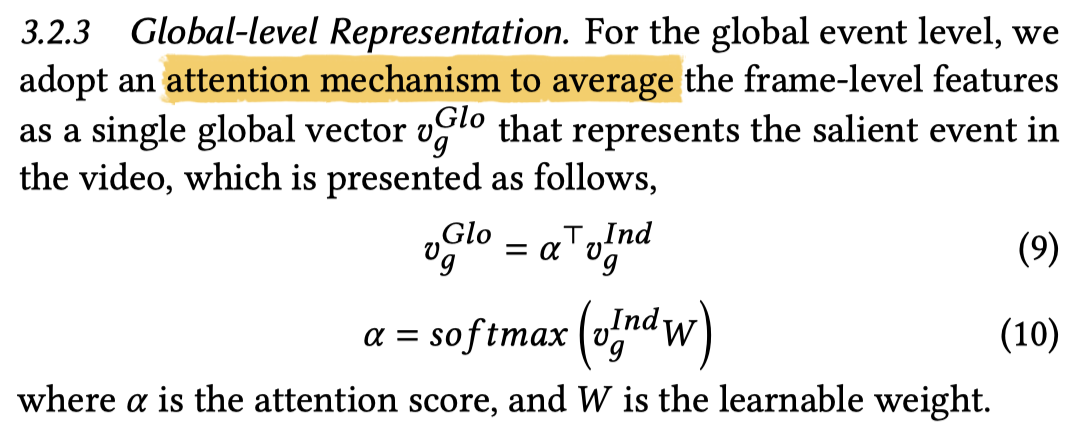 3.2.3 Global-level Representation. For the global event level, we
adopt an attention mechanism to average the frame-level features
as a single global vector v_g^{Glo} that represents the salient event in
the video, which is presented as follows,
v_g^{Glo} = α^⊤ v_g^{Ind} (9)
α = softmax (v_g^{Ind} W) (10)
where α is the attention score, and W is the learnable weight.